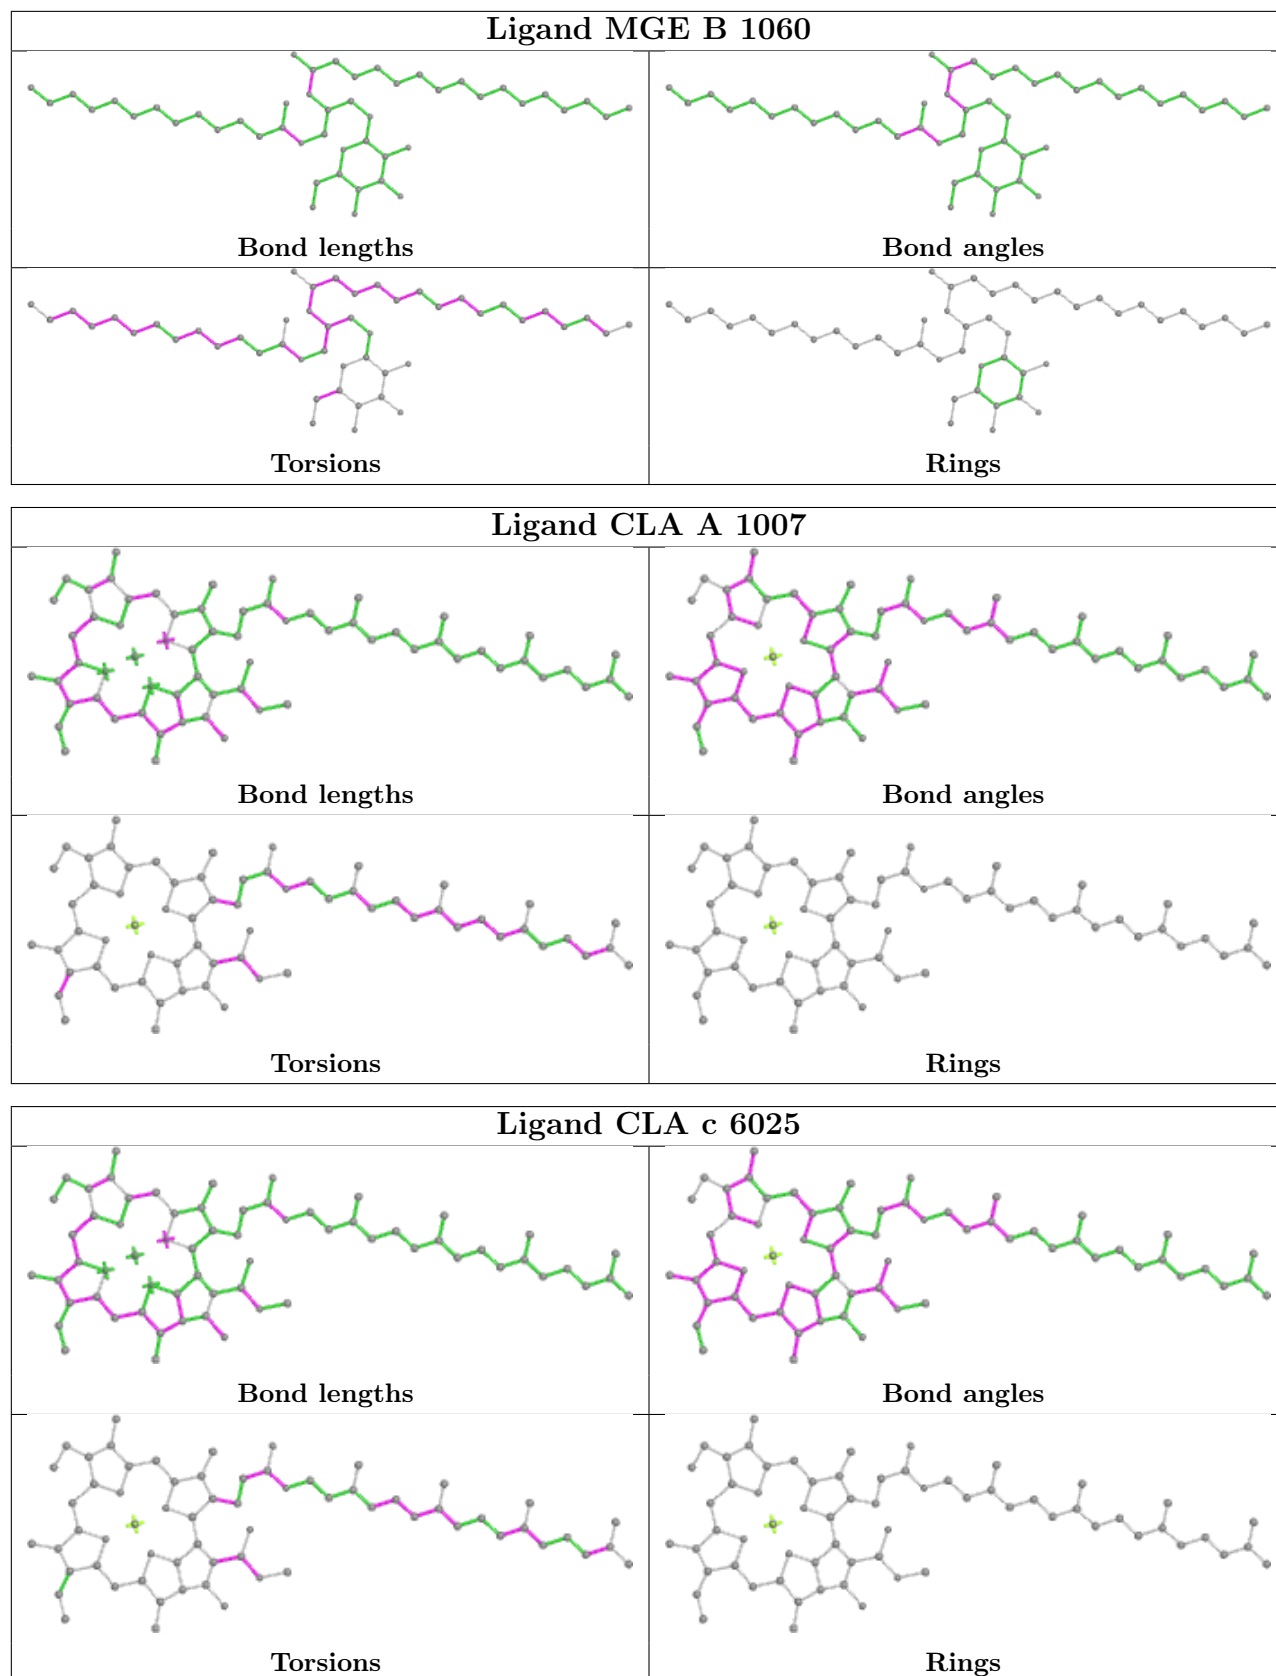 Ligand MGE B 1060
Bond lengths
Bond angles
Torsions
Rings
Ligand CLA A 1007
Bond lengths
Bond angles
Torsions
Rings
Ligand CLA c 6025
Bond lengths
Bond angles
Torsions
Rings